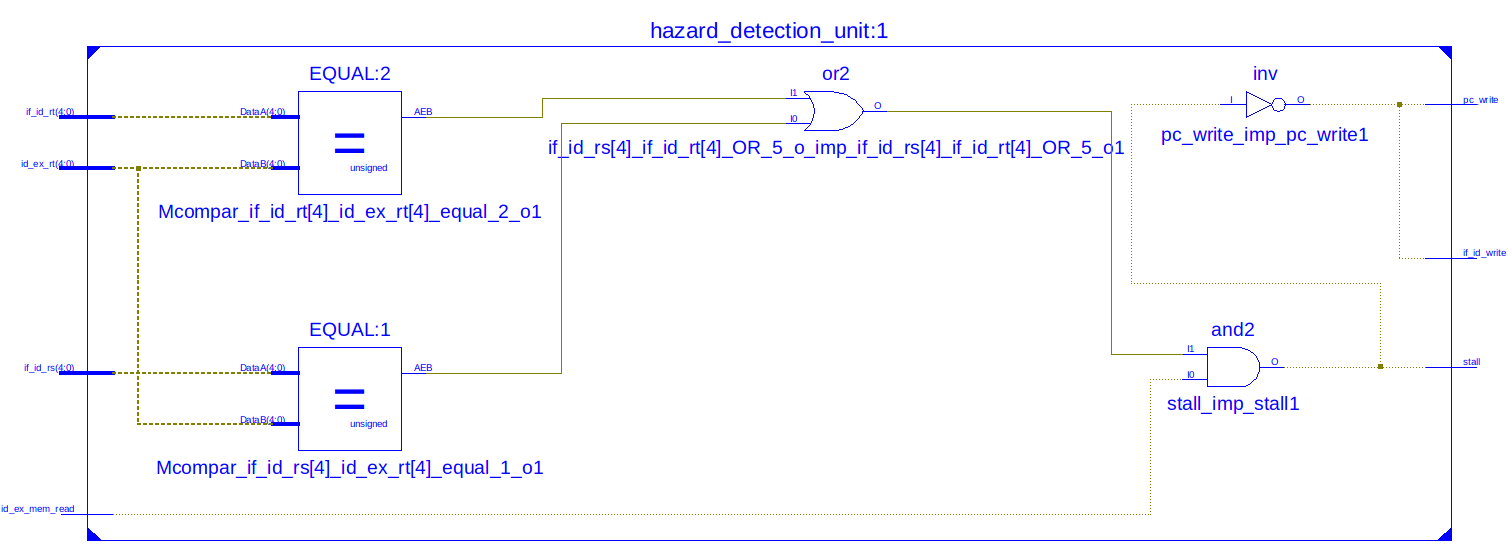 hazard_detection_unit:1
EQUAL:2
or2
inv
if_id_rt(4:0)
DataA(4:0)
AEB
I1
I0
O
I
O
pc_write
if_id_rs[4]_if_id_rt[4]_OR_5_o_imp_if_id_rs[4]_if_id_rt[4]_OR_5_o1
pc_write_imp_pc_write1
id_ex_rt(4:0)
DataB(4:0)
=
unsigned
Mcompar_if_id_rt[4]_id_ex_rt[4]_equal_2_o1
if_id_write
EQUAL:1
and2
if_id_rs(4:0)
DataA(4:0)
AEB
I1
I0
O
stall
stall_imp_stall1
=
DataB(4:0)
unsigned
Mcompar_if_id_rs[4]_id_ex_rt[4]_equal_1_o1
id_ex_mem_read